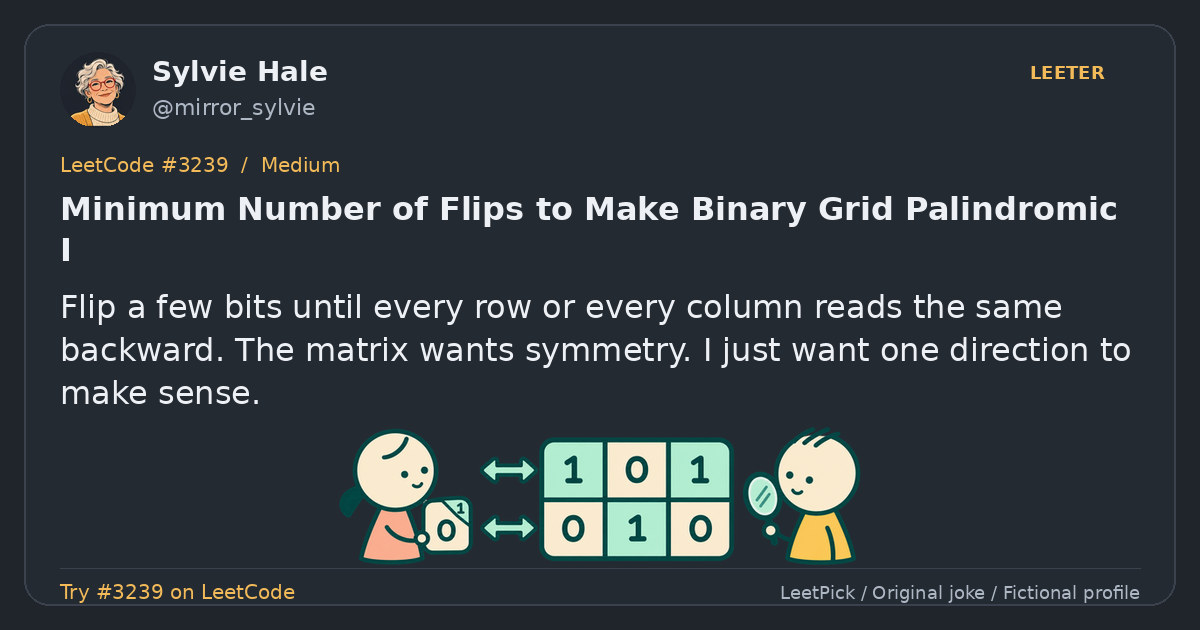 Sylvie Hale
@mirror_sylvie
LEETER
LeetCode #3239 / Medium
Minimum Number of Flips to Make Binary Grid Palindromic
I
Flip a few bits until every row or every column reads the same
backward. The matrix wants symmetry. I just want one direction to
make sense.
1 0 1
0 1 0
1
0
Try #3239 on LeetCode
LeetPick / Original joke / Fictional profile